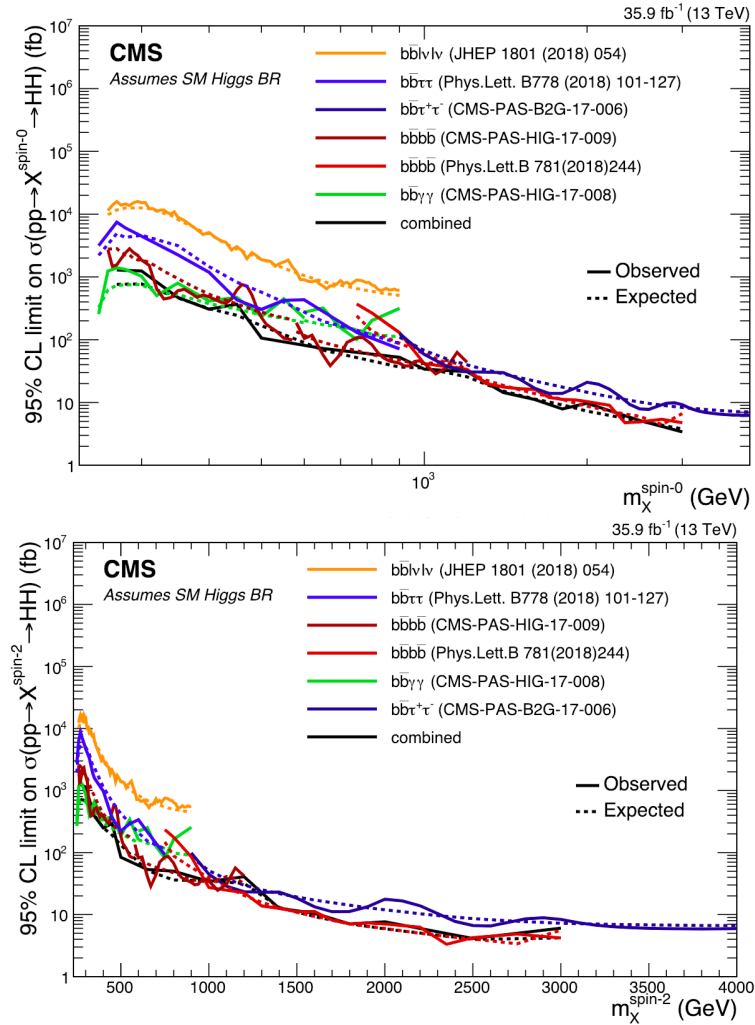 35.9 fb⁻¹ (13 TeV)
95% CL limit on σ(pp→X^spin-0→HH) (fb)
10⁷
10⁶
10⁵
10⁴
10³
10²
10
1
CMS
Assumes SM Higgs BR
bb̅lνlν (JHEP 1801 (2018) 054)
bb̅ττ (Phys.Lett. B778 (2018) 101-127)
bb̅τ⁺τ⁻ (CMS-PAS-B2G-17-006)
bb̅bb̅ (CMS-PAS-HIG-17-009)
bb̅bb̅ (Phys.Lett.B 781(2018)244)
bb̅γγ (CMS-PAS-HIG-17-008)
combined
Observed
Expected
10³
m_X^spin-0 (GeV)
35.9 fb⁻¹ (13 TeV)
95% CL limit on σ(pp→X^spin-2→HH) (fb)
10⁷
10⁶
10⁵
10⁴
10³
10²
10
1
CMS
Assumes SM Higgs BR
bb̅lνlν (JHEP 1801 (2018) 054)
bb̅ττ (Phys.Lett. B778 (2018) 101-127)
bb̅bb̅ (CMS-PAS-HIG-17-009)
bb̅bb̅ (Phys.Lett.B 781(2018)244)
bb̅γγ (CMS-PAS-HIG-17-008)
bb̅τ⁺τ⁻ (CMS-PAS-B2G-17-006)
combined
Observed
Expected
500 1000 1500 2000 2500 3000 3500 4000
m_X^spin-2 (GeV)